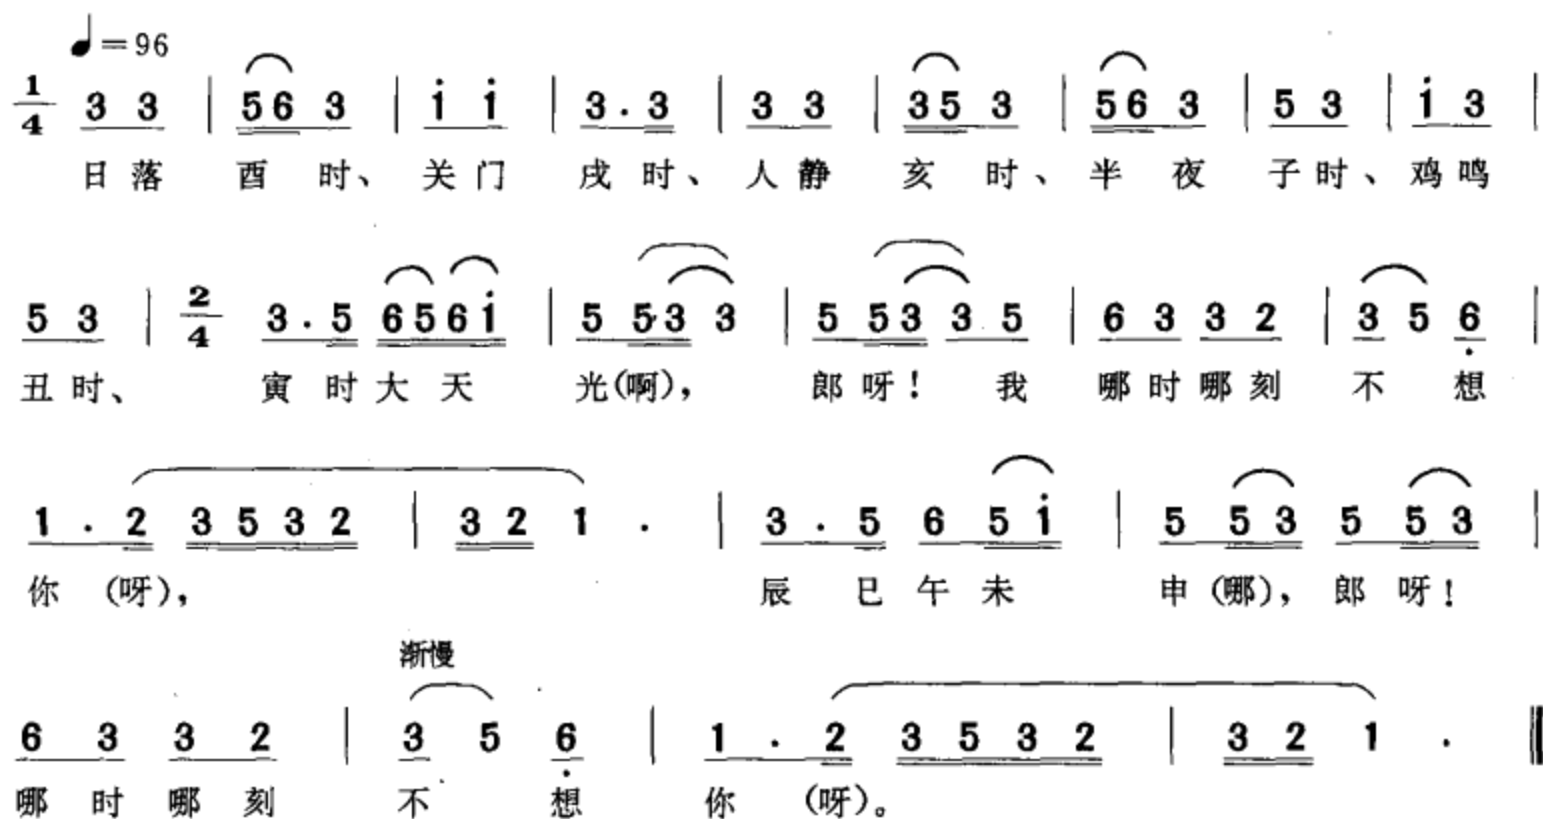 ♩=96
1/4 3 3 | 56 3 | i i | 3. 3 | 3 3 | 35 3 | 56 3 | 5 3 | i 3 |
日落 酉 时、关门 戌时、人静 亥 时、半 夜 子时、鸡鸣
5 3 | 2/4 3. 5 656i | 5 53 3 | 5 53 3 5 | 6 3 3 2 | 3 5 6̣ |
丑时、 寅 时大天 光(啊), 郎呀! 我 哪时哪刻 不 想
1. 2 3532 | 32 1. | 3. 5 6 5i | 5 53 5 53 |
你 (呀), 辰 巳午未 申(哪),郎 呀!
渐慢
6 3 3 2 | 3 5 6̣ | 1. 2 3532 | 32 1. ‖
哪时哪刻 不 想 你 (呀)。